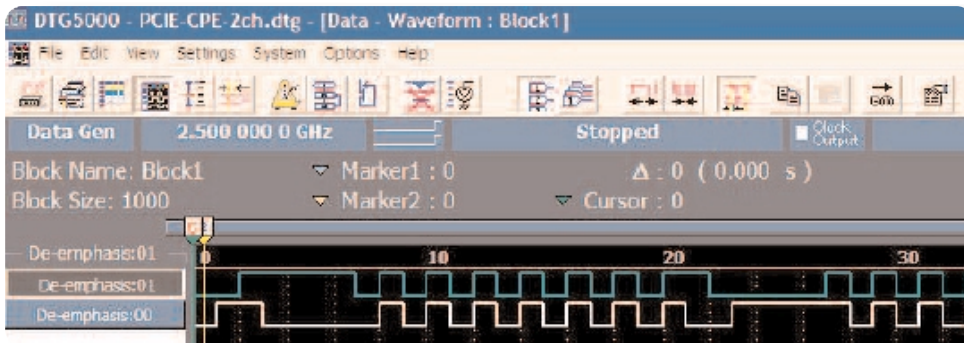 DTG5000 - PCIE-CPE-2ch.dtg - [Data - Waveform : Block1]
File Edit View Settings System Options Help
Data Gen 2.500 000 0 GHz Stopped Clock Output
Block Name: Block1 Marker1 : 0 Δ : 0 ( 0.000 s )
Block Size: 1000 Marker2 : 0 Cursor : 0
De-emphasis:01 0 10 20 30
De-emphasis:01
De-emphasis:00